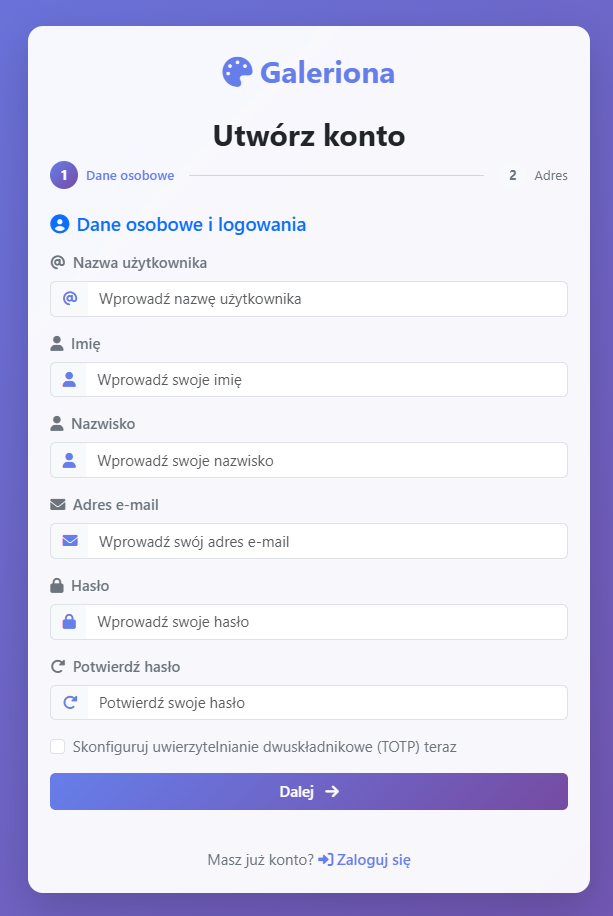 Galeriona
Utwórz konto
1 Dane osobowe 2 Adres
Dane osobowe i logowania
@ Nazwa użytkownika
@ Wprowadź nazwę użytkownika
Imię
Wprowadź swoje imię
Nazwisko
Wprowadź swoje nazwisko
Adres e-mail
Wprowadź swój adres e-mail
Hasło
Wprowadź swoje hasło
Potwierdź hasło
Potwierdź swoje hasło
Skonfiguruj uwierzytelnianie dwuskładnikowe (TOTP) teraz
Dalej →
Masz już konto? Zaloguj się